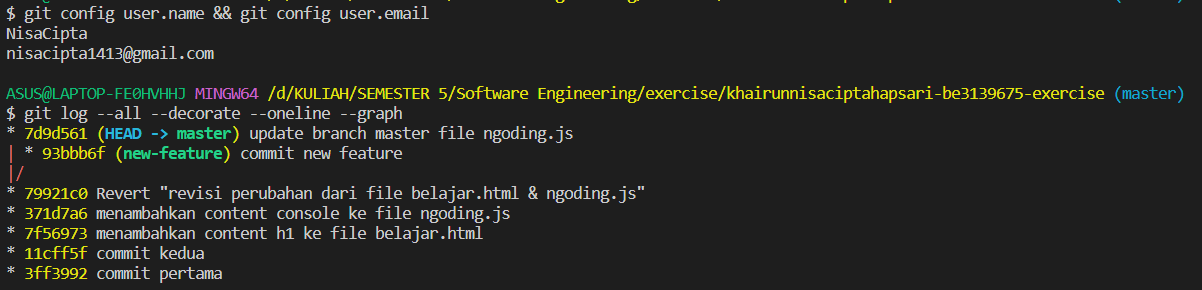 $ git config user.name && git config user.email
NisaCipta
nisacipta1413@gmail.com
ASUS@LAPTOP-FE0HVHHJ MINGW64 /d/KULIAH/SEMESTER 5/Software Engineering/exercise/khairunnisaciptahapsari-be3139675-exercise (master)
$ git log --all --decorate --oneline --graph
* 7d9d561 (HEAD -> master) update branch master file ngoding.js
| * 93bbb6f (new-feature) commit new feature
|/
* 79921c0 Revert "revisi perubahan dari file belajar.html & ngoding.js"
* 371d7a6 menambahkan content console ke file ngoding.js
* 7f56973 menambahkan content h1 ke file belajar.html
* 11cff5f commit kedua
* 3ff3992 commit pertama